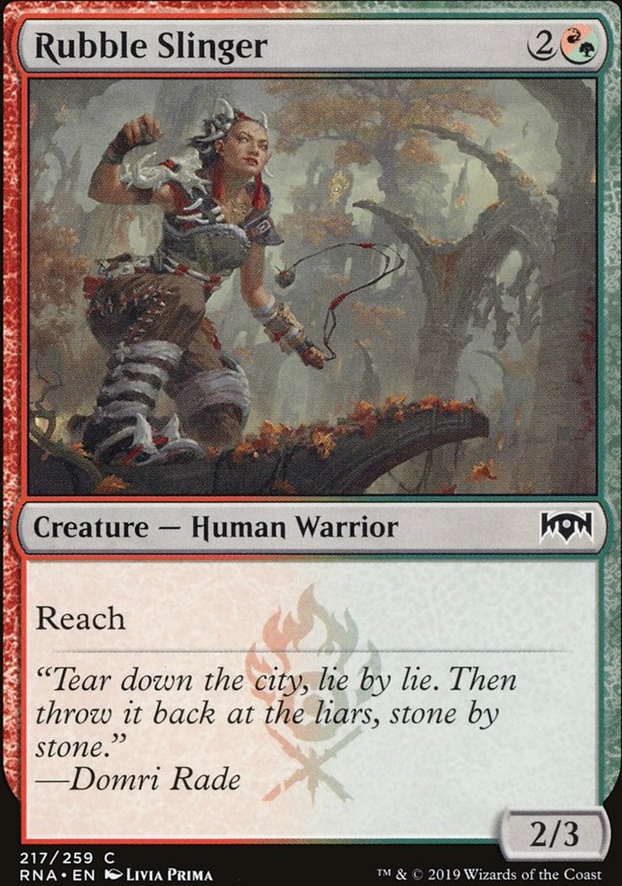 Rubble Slinger
2
Creature — Human Warrior
Reach
“Tear down the city, lie by lie. Then
throw it back at the liars, stone by
stone.”
—Domri Rade
2/3
217/259 C
RNA • EN Livia Prima
™ & © 2019 Wizards of the Coast